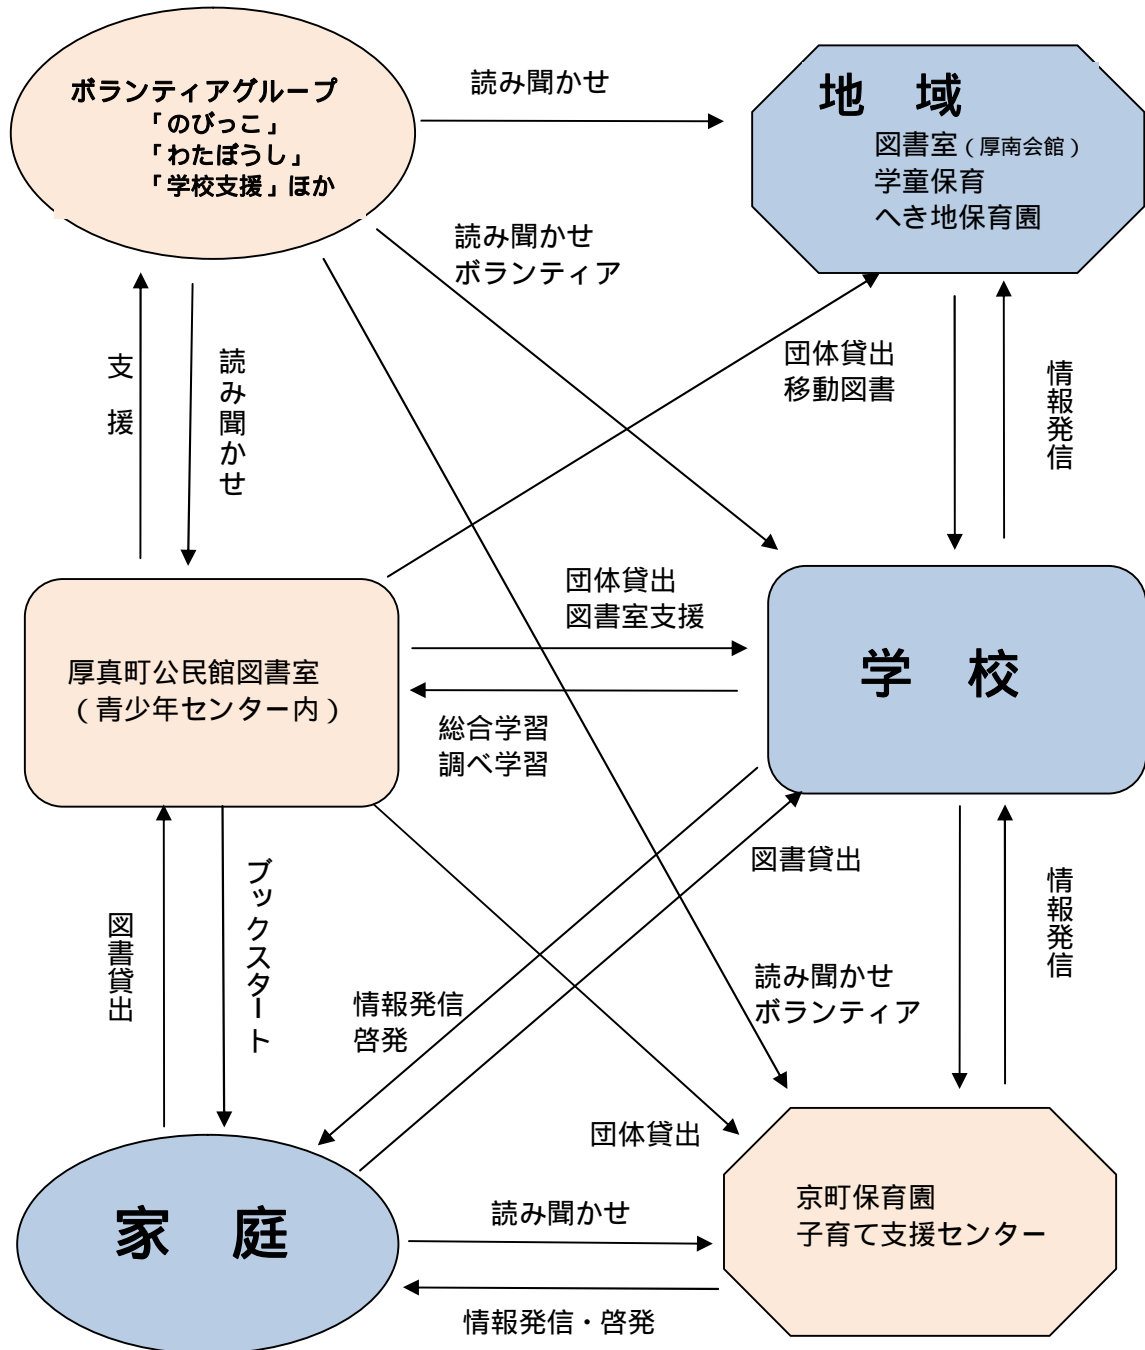 ボランティアグループ
「のびっこ」
「わたぼうし」
「学校支援」ほか
読み聞かせ
地　域
図書室（厚南会館）
学童保育
へき地保育園
読み聞かせ
ボランティア
支　援
読み聞かせ
団体貸出
移動図書
情報発信
団体貸出
図書室支援
厚真町公民館図書室
（青少年センター内）
学　校
総合学習
調べ学習
図書貸出
ブックスタート
図書貸出
情報発信
情報発信
啓発
読み聞かせ
ボランティア
団体貸出
家　庭
読み聞かせ
京町保育園
子育て支援センター
情報発信・啓発